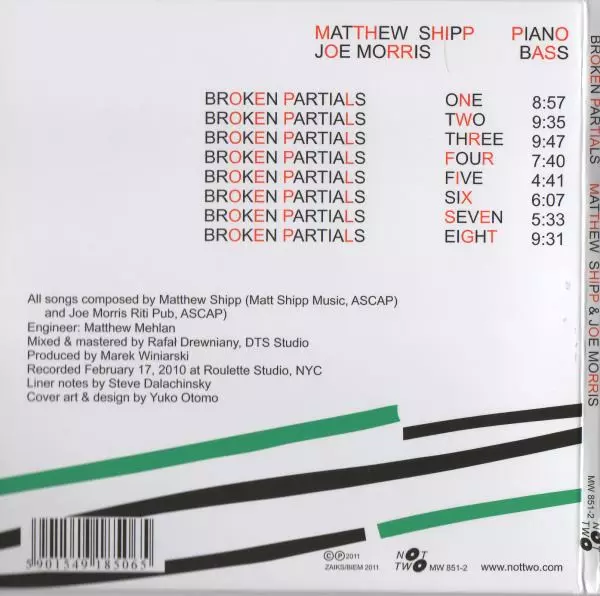 MATTHEW SHIPP PIANO
JOE MORRIS BASS
BROKEN PARTIALS ONE 8:57
BROKEN PARTIALS TWO 9:35
BROKEN PARTIALS THREE 9:47
BROKEN PARTIALS FOUR 7:40
BROKEN PARTIALS FIVE 4:41
BROKEN PARTIALS SIX 6:07
BROKEN PARTIALS SEVEN 5:33
BROKEN PARTIALS EIGHT 9:31
All songs composed by Matthew Shipp (Matt Shipp Music, ASCAP)
and Joe Morris Riti Pub, ASCAP)
Engineer: Matthew Mehlan
Mixed & mastered by Rafał Drewniany, DTS Studio
Produced by Marek Winiarski
Recorded February 17, 2010 at Roulette Studio, NYC
Liner notes by Steve Dalachinsky
Cover art & design by Yuko Otomo
5 901549 185065
©℗2011
ZAIKS/BIEM 2011
NOT
TWO
MW 851-2
www.nottwo.com
BROKEN PARTIALS MATTHEW SHIPP & JOE MORRIS
MW 851-2
NOT
TWO